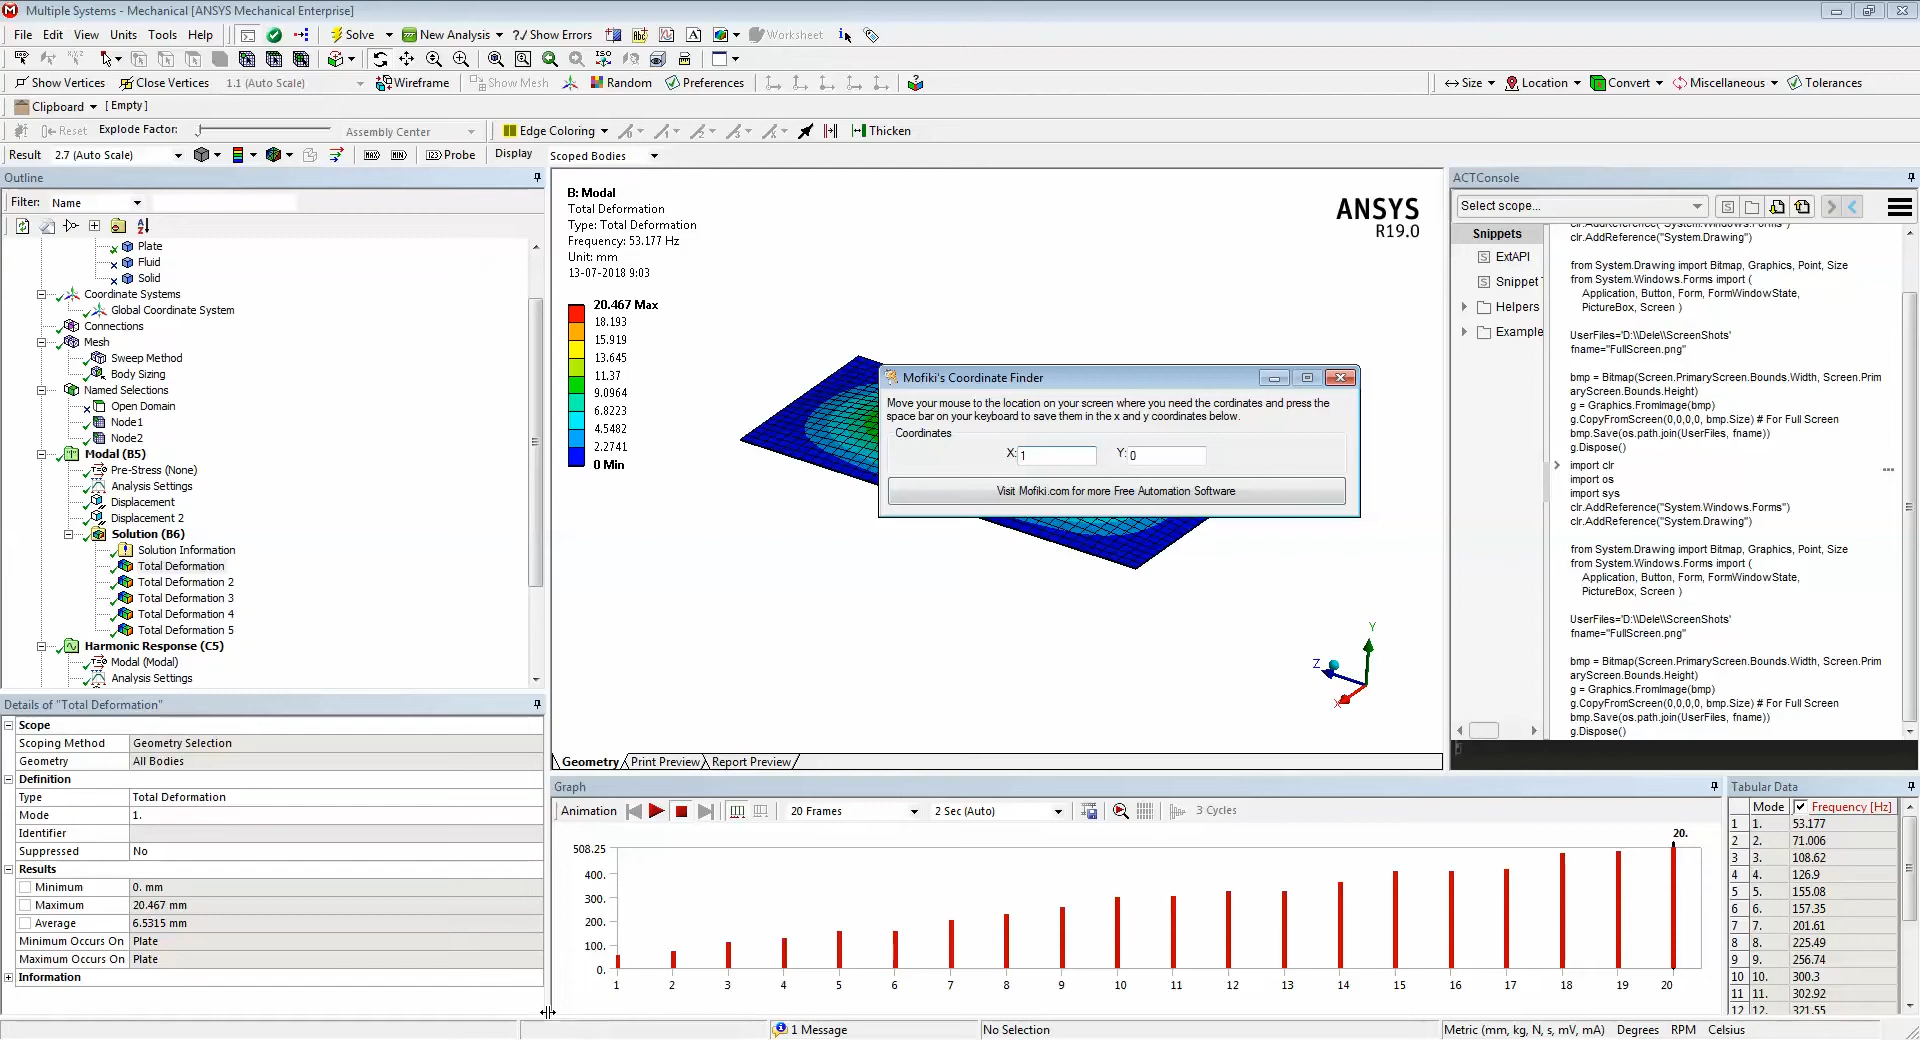 Multiple Systems - Mechanical [ANSYS Mechanical Enterprise]
File Edit View Units Tools Help Solve New Analysis ?/ Show Errors Worksheet
Show Vertices Close Vertices 1.1 (Auto Scale) Wireframe Show Mesh Random Preferences Size Location Convert Miscellaneous Tolerances
Clipboard [ Empty ]
Reset Explode Factor: Assembly Center Edge Coloring Thicken
Result 2.7 (Auto Scale) MAX MIN Probe Display Scoped Bodies
Outline
Filter: Name
Plate
Fluid
Solid
Coordinate Systems
Global Coordinate System
Connections
Mesh
Sweep Method
Body Sizing
Named Selections
Open Domain
Node1
Node2
Modal (B5)
Pre-Stress (None)
Analysis Settings
Displacement
Displacement 2
Solution (B6)
Solution Information
Total Deformation
Total Deformation 2
Total Deformation 3
Total Deformation 4
Total Deformation 5
Harmonic Response (C5)
Modal (Modal)
Analysis Settings
Details of "Total Deformation"
Scope
Scoping Method Geometry Selection
Geometry All Bodies
Definition
Type Total Deformation
Mode 1.
Identifier
Suppressed No
Results
Minimum 0. mm
Maximum 20.467 mm
Average 6.5315 mm
Minimum Occurs On Plate
Maximum Occurs On Plate
Information
B: Modal
Total Deformation
Type: Total Deformation
Frequency: 53.177 Hz
Unit: mm
13-07-2018 9:03
20.467 Max
18.193
15.919
13.645
11.37
9.0964
6.8223
4.5482
2.2741
0 Min
ANSYS
R19.0
Mofiki's Coordinate Finder
Move your mouse to the location on your screen where you need the cordinates and press the
space bar on your keyboard to save them in the x and y coordinates below.
Coordinates
X: 1 Y: 0
Visit Mofiki.com for more Free Automation Software
Y
Z
X
Geometry Print Preview Report Preview
ACTConsole
Select scope...
Snippets
ExtAPI
Snippet
Helpers
Example
clr.AddReference("System.Windows.Forms")
clr.AddReference("System.Drawing")
from System.Drawing import Bitmap, Graphics, Point, Size
from System.Windows.Forms import (
Application, Button, Form, FormWindowState,
PictureBox, Screen )
UserFiles='D:\\Dele\\ScreenShots'
fname="FullScreen.png"
bmp = Bitmap(Screen.PrimaryScreen.Bounds.Width, Screen.Prim
aryScreen.Bounds.Height)
g = Graphics.FromImage(bmp)
g.CopyFromScreen(0,0,0,0, bmp.Size) # For Full Screen
bmp.Save(os.path.join(UserFiles, fname))
g.Dispose()
import clr
import os
import sys
clr.AddReference("System.Windows.Forms")
clr.AddReference("System.Drawing")
from System.Drawing import Bitmap, Graphics, Point, Size
from System.Windows.Forms import (
Application, Button, Form, FormWindowState,
PictureBox, Screen )
UserFiles='D:\\Dele\\ScreenShots'
fname="FullScreen.png"
bmp = Bitmap(Screen.PrimaryScreen.Bounds.Width, Screen.Prim
aryScreen.Bounds.Height)
g = Graphics.FromImage(bmp)
g.CopyFromScreen(0,0,0,0, bmp.Size) # For Full Screen
bmp.Save(os.path.join(UserFiles, fname))
g.Dispose()
Graph
Animation 20 Frames 2 Sec (Auto) 3 Cycles
20.
508.25
400.
300.
200.
100.
0.
1 2 3 4 5 6 7 8 9 10 11 12 13 14 15 16 17 18 19 20
Tabular Data
Mode Frequency [Hz]
1 1. 53.177
2 2. 71.006
3 3. 108.62
4 4. 126.9
5 5. 155.08
6 6. 157.35
7 7. 201.61
8 8. 225.49
9 9. 256.74
10 10. 300.3
11 11. 302.92
12 12. 321.55
1 Message No Selection Metric (mm, kg, N, s, mV, mA) Degrees RPM Celsius